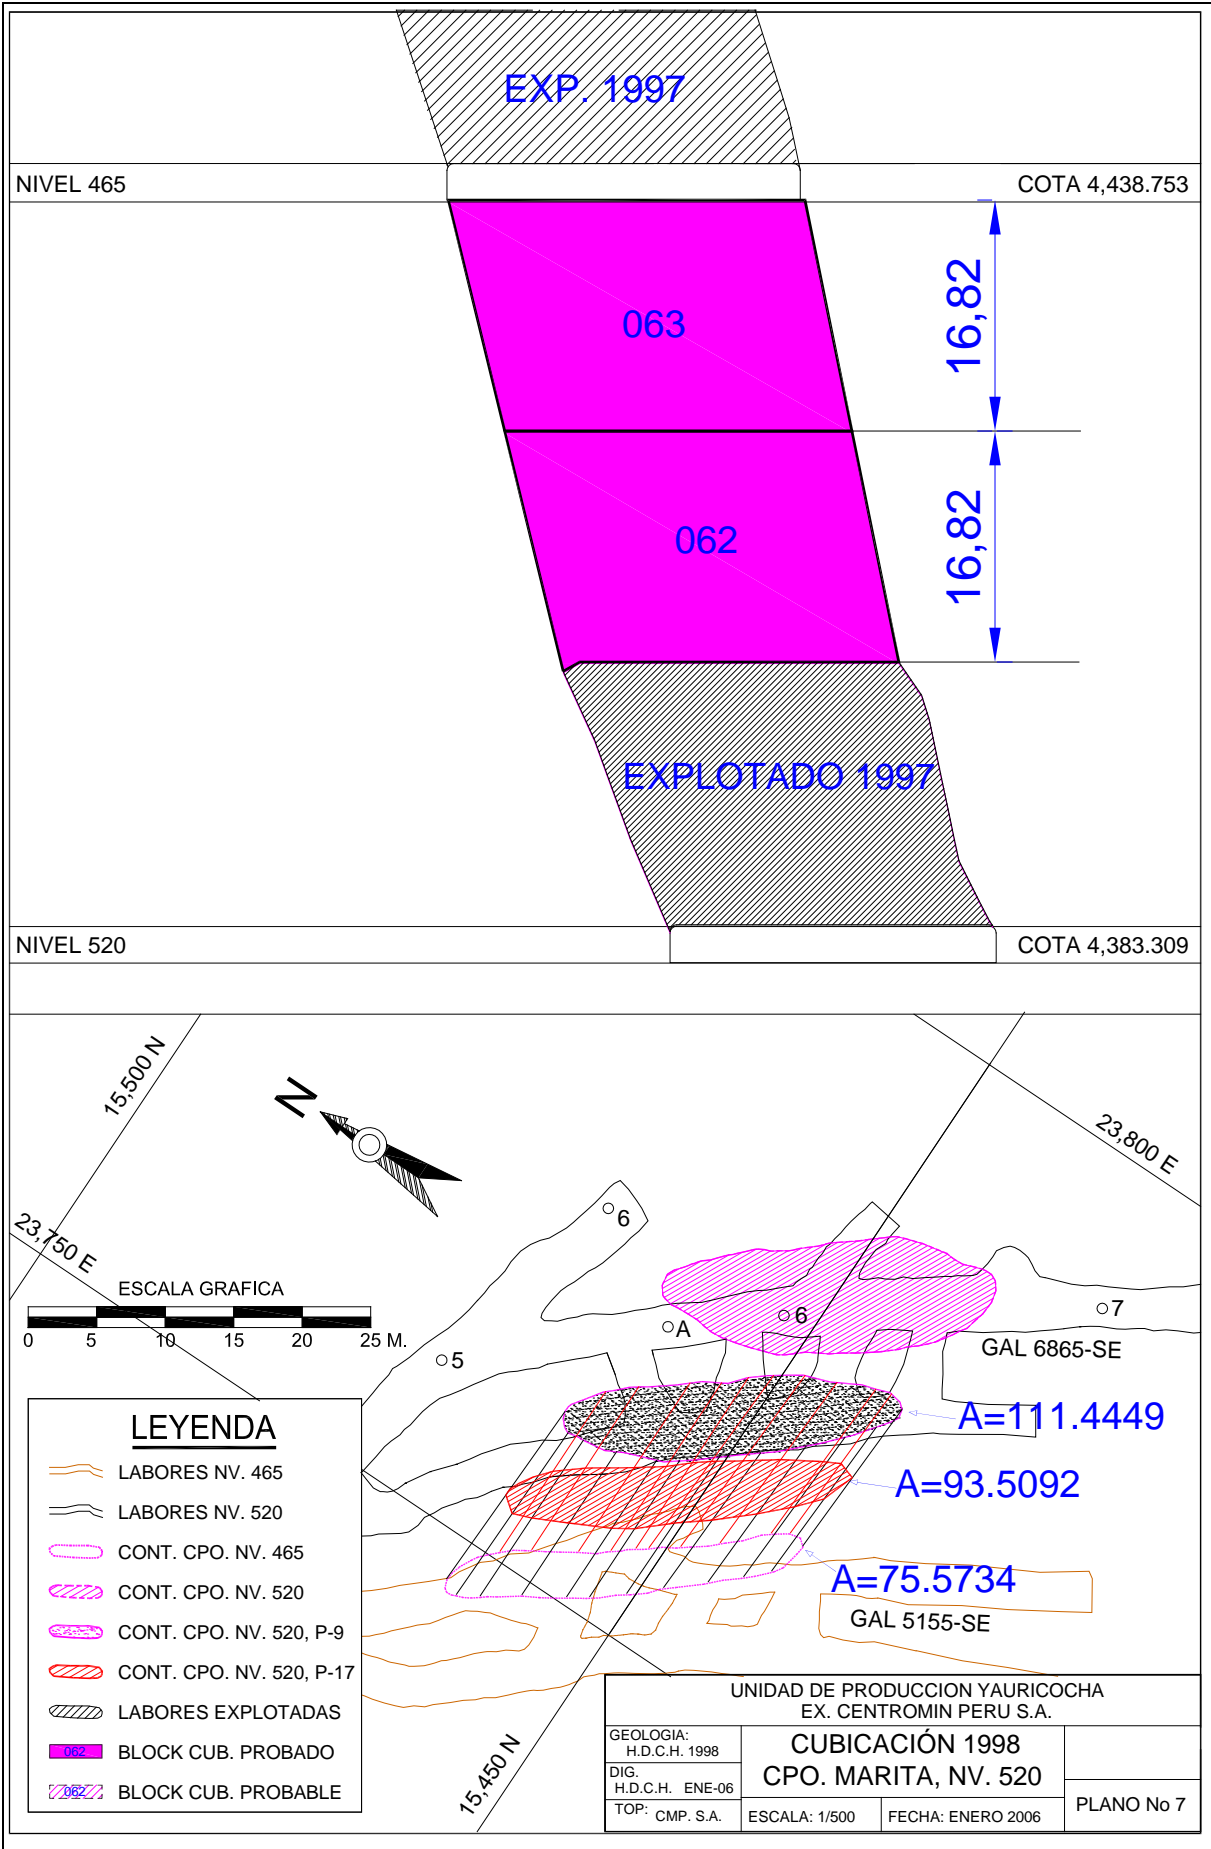 EXP. 1997
NIVEL 465
COTA 4,438.753
063
16,82
062
16,82
EXPLOTADO 1997
NIVEL 520
COTA 4,383.309
15,500 N
N
23,800 E
23,750 E
6
ESCALA GRAFICA
0 5 10 15 20 25 M.
A
6
7
5
GAL 6865-SE
A=111.4449
A=93.5092
A=75.5734
GAL 5155-SE
15,450 N
LEYENDA
LABORES NV. 465
LABORES NV. 520
CONT. CPO. NV. 465
CONT. CPO. NV. 520
CONT. CPO. NV. 520, P-9
CONT. CPO. NV. 520, P-17
LABORES EXPLOTADAS
062 BLOCK CUB. PROBADO
062 BLOCK CUB. PROBABLE
UNIDAD DE PRODUCCION YAURICOCHA
EX. CENTROMIN PERU S.A.
GEOLOGIA:
H.D.C.H. 1998
DIG.
H.D.C.H. ENE-06
TOP: CMP. S.A.
CUBICACIÓN 1998
CPO. MARITA, NV. 520
ESCALA: 1/500
FECHA: ENERO 2006
PLANO No 7